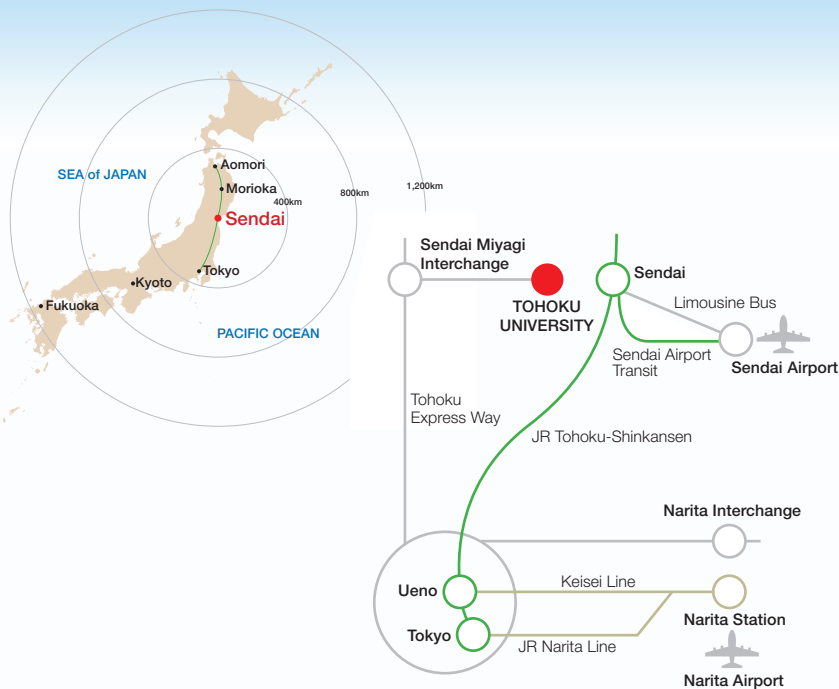 Aomori
SEA of JAPAN
Morioka
1,200km
800km
400km
Sendai
Tokyo
Kyoto
Fukuoka
PACIFIC OCEAN
Sendai Miyagi
Interchange
TOHOKU
UNIVERSITY
Sendai
Limousine Bus
Sendai Airport
Transit
Sendai Airport
Tohoku
Express Way
JR Tohoku-Shinkansen
Narita Interchange
Ueno
Keisei Line
Narita Station
Tokyo
JR Narita Line
Narita Airport